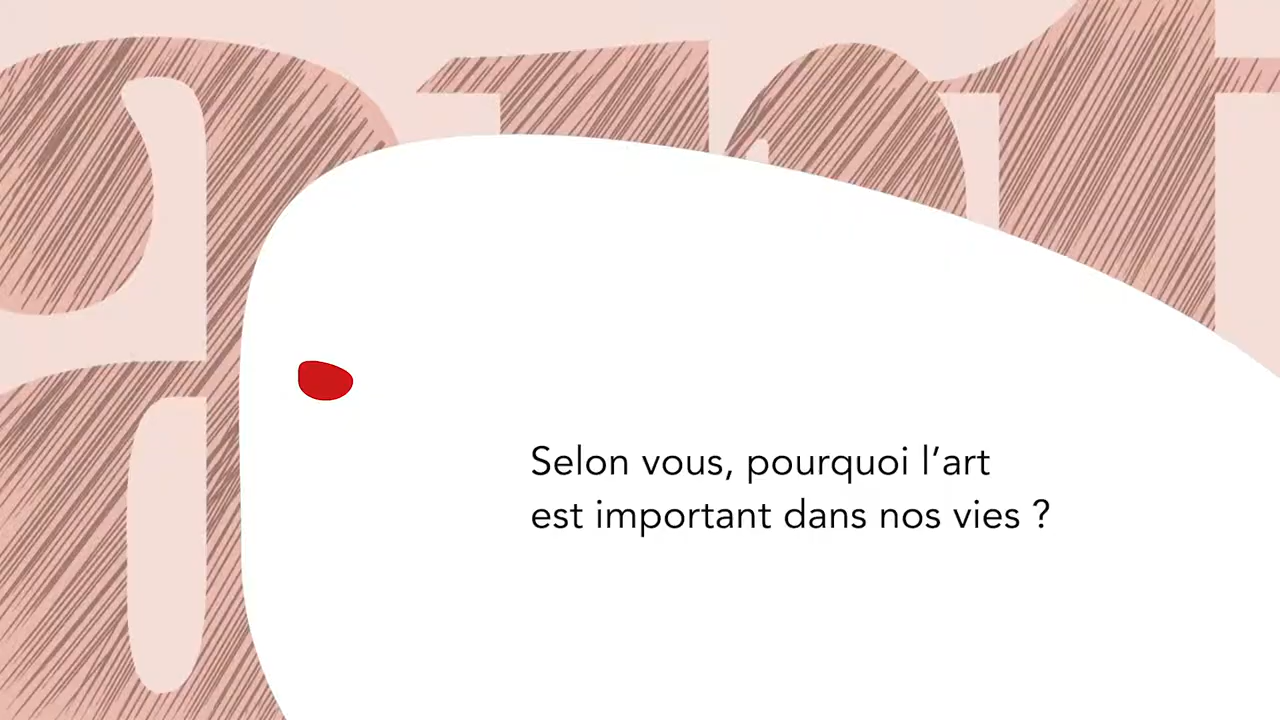 Selon vous, pourquoi l’art
est important dans nos vies ?